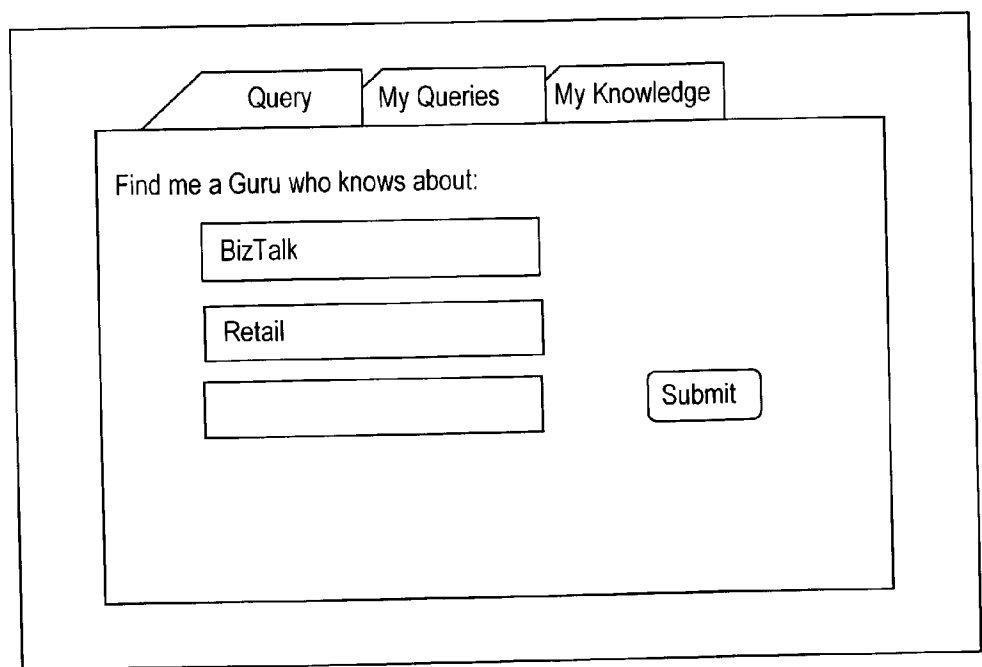 Query My Queries My Knowledge
Find me a Guru who knows about:
BizTalk
Retail
Submit